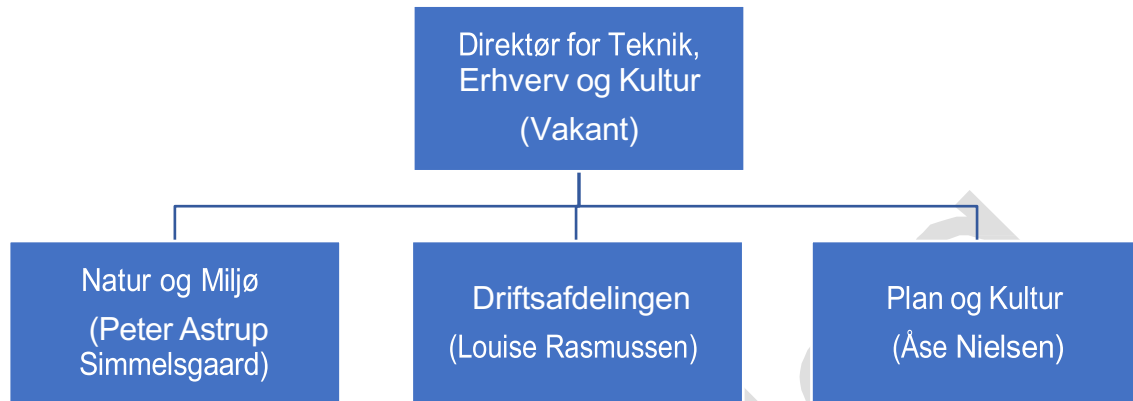 Direktør for Teknik,
Erhverv og Kultur
(Vakant)
Natur og Miljø
(Peter Astrup
Simmelsgaard)
Driftsafdelingen
(Louise Rasmussen)
Plan og Kultur
(Åse Nielsen)